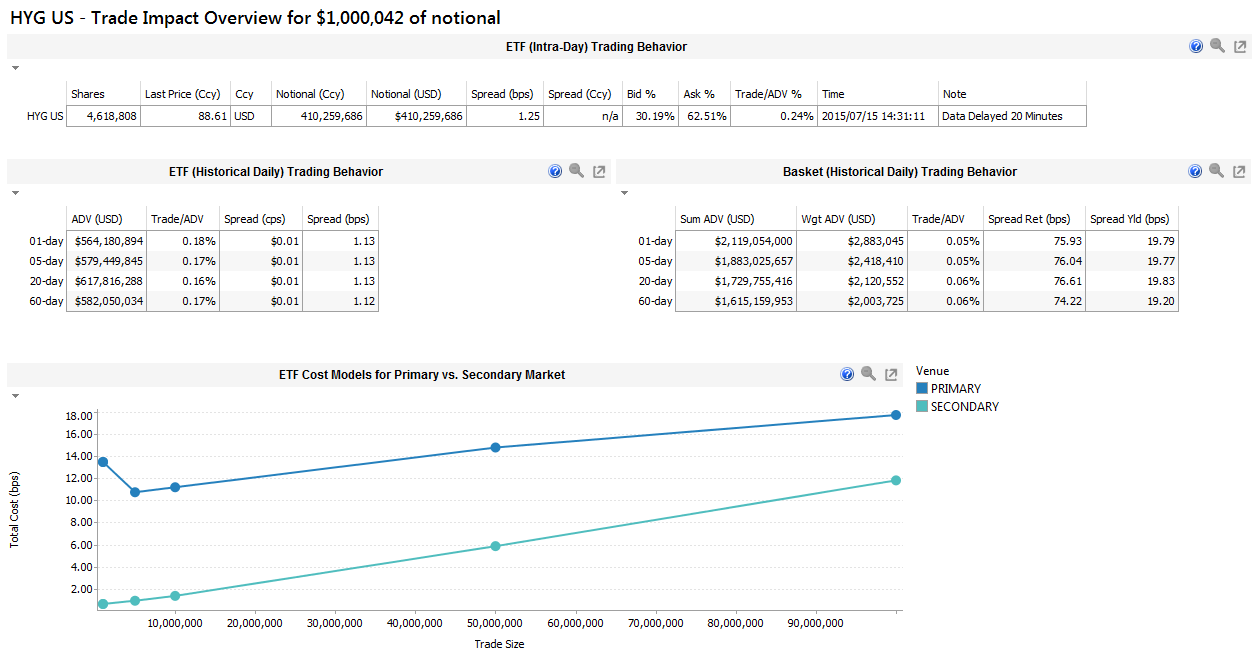 HYG US - Trade Impact Overview for $1,000,042 of notional
ETF (Intra-Day) Trading Behavior
Shares Last Price (Ccy) Ccy Notional (Ccy) Notional (USD) Spread (bps) Spread (Ccy) Bid % Ask % Trade/ADV % Time Note
HYG US 4,618,808 88.61 USD 410,259,686 $410,259,686 1.25 n/a 30.19% 62.51% 0.24% 2015/07/15 14:31:11 Data Delayed 20 Minutes
ETF (Historical Daily) Trading Behavior
ADV (USD) Trade/ADV Spread (cps) Spread (bps)
01-day $564,180,894 0.18% $0.01 1.13
05-day $579,449,845 0.17% $0.01 1.13
20-day $617,816,288 0.16% $0.01 1.13
60-day $582,050,034 0.17% $0.01 1.12
Basket (Historical Daily) Trading Behavior
Sum ADV (USD) Wgt ADV (USD) Trade/ADV Spread Ret (bps) Spread Yld (bps)
01-day $2,119,054,000 $2,883,045 0.05% 75.93 19.79
05-day $1,883,025,657 $2,418,410 0.05% 76.04 19.77
20-day $1,729,755,416 $2,120,552 0.06% 76.61 19.83
60-day $1,615,159,953 $2,003,725 0.06% 74.22 19.20
ETF Cost Models for Primary vs. Secondary Market
Venue
PRIMARY
SECONDARY
Total Cost (bps)
18.00
16.00
14.00
12.00
10.00
8.00
6.00
4.00
2.00
10,000,000 20,000,000 30,000,000 40,000,000 50,000,000 60,000,000 70,000,000 80,000,000 90,000,000
Trade Size